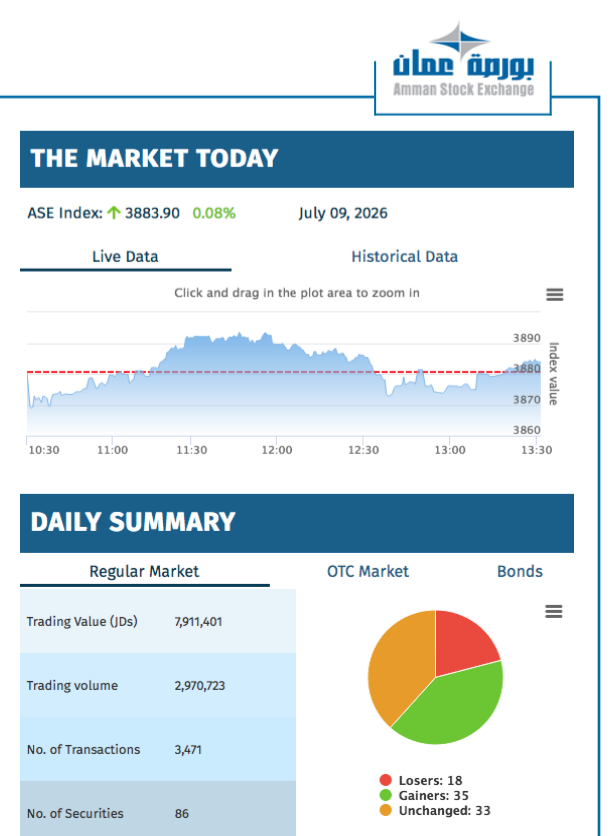 بورصة عمان
Amman Stock Exchange
THE MARKET TODAY
ASE Index: 3883.90 0.08% July 09, 2026
Live Data Historical Data
Click and drag in the plot area to zoom in
3890
3880
3870
3860
Index value
10:30 11:00 11:30 12:00 12:30 13:00 13:30
DAILY SUMMARY
Regular Market OTC Market Bonds
Trading Value (JDs) 7,911,401
Trading volume 2,970,723
No. of Transactions 3,471
No. of Securities 86
Losers: 18
Gainers: 35
Unchanged: 33